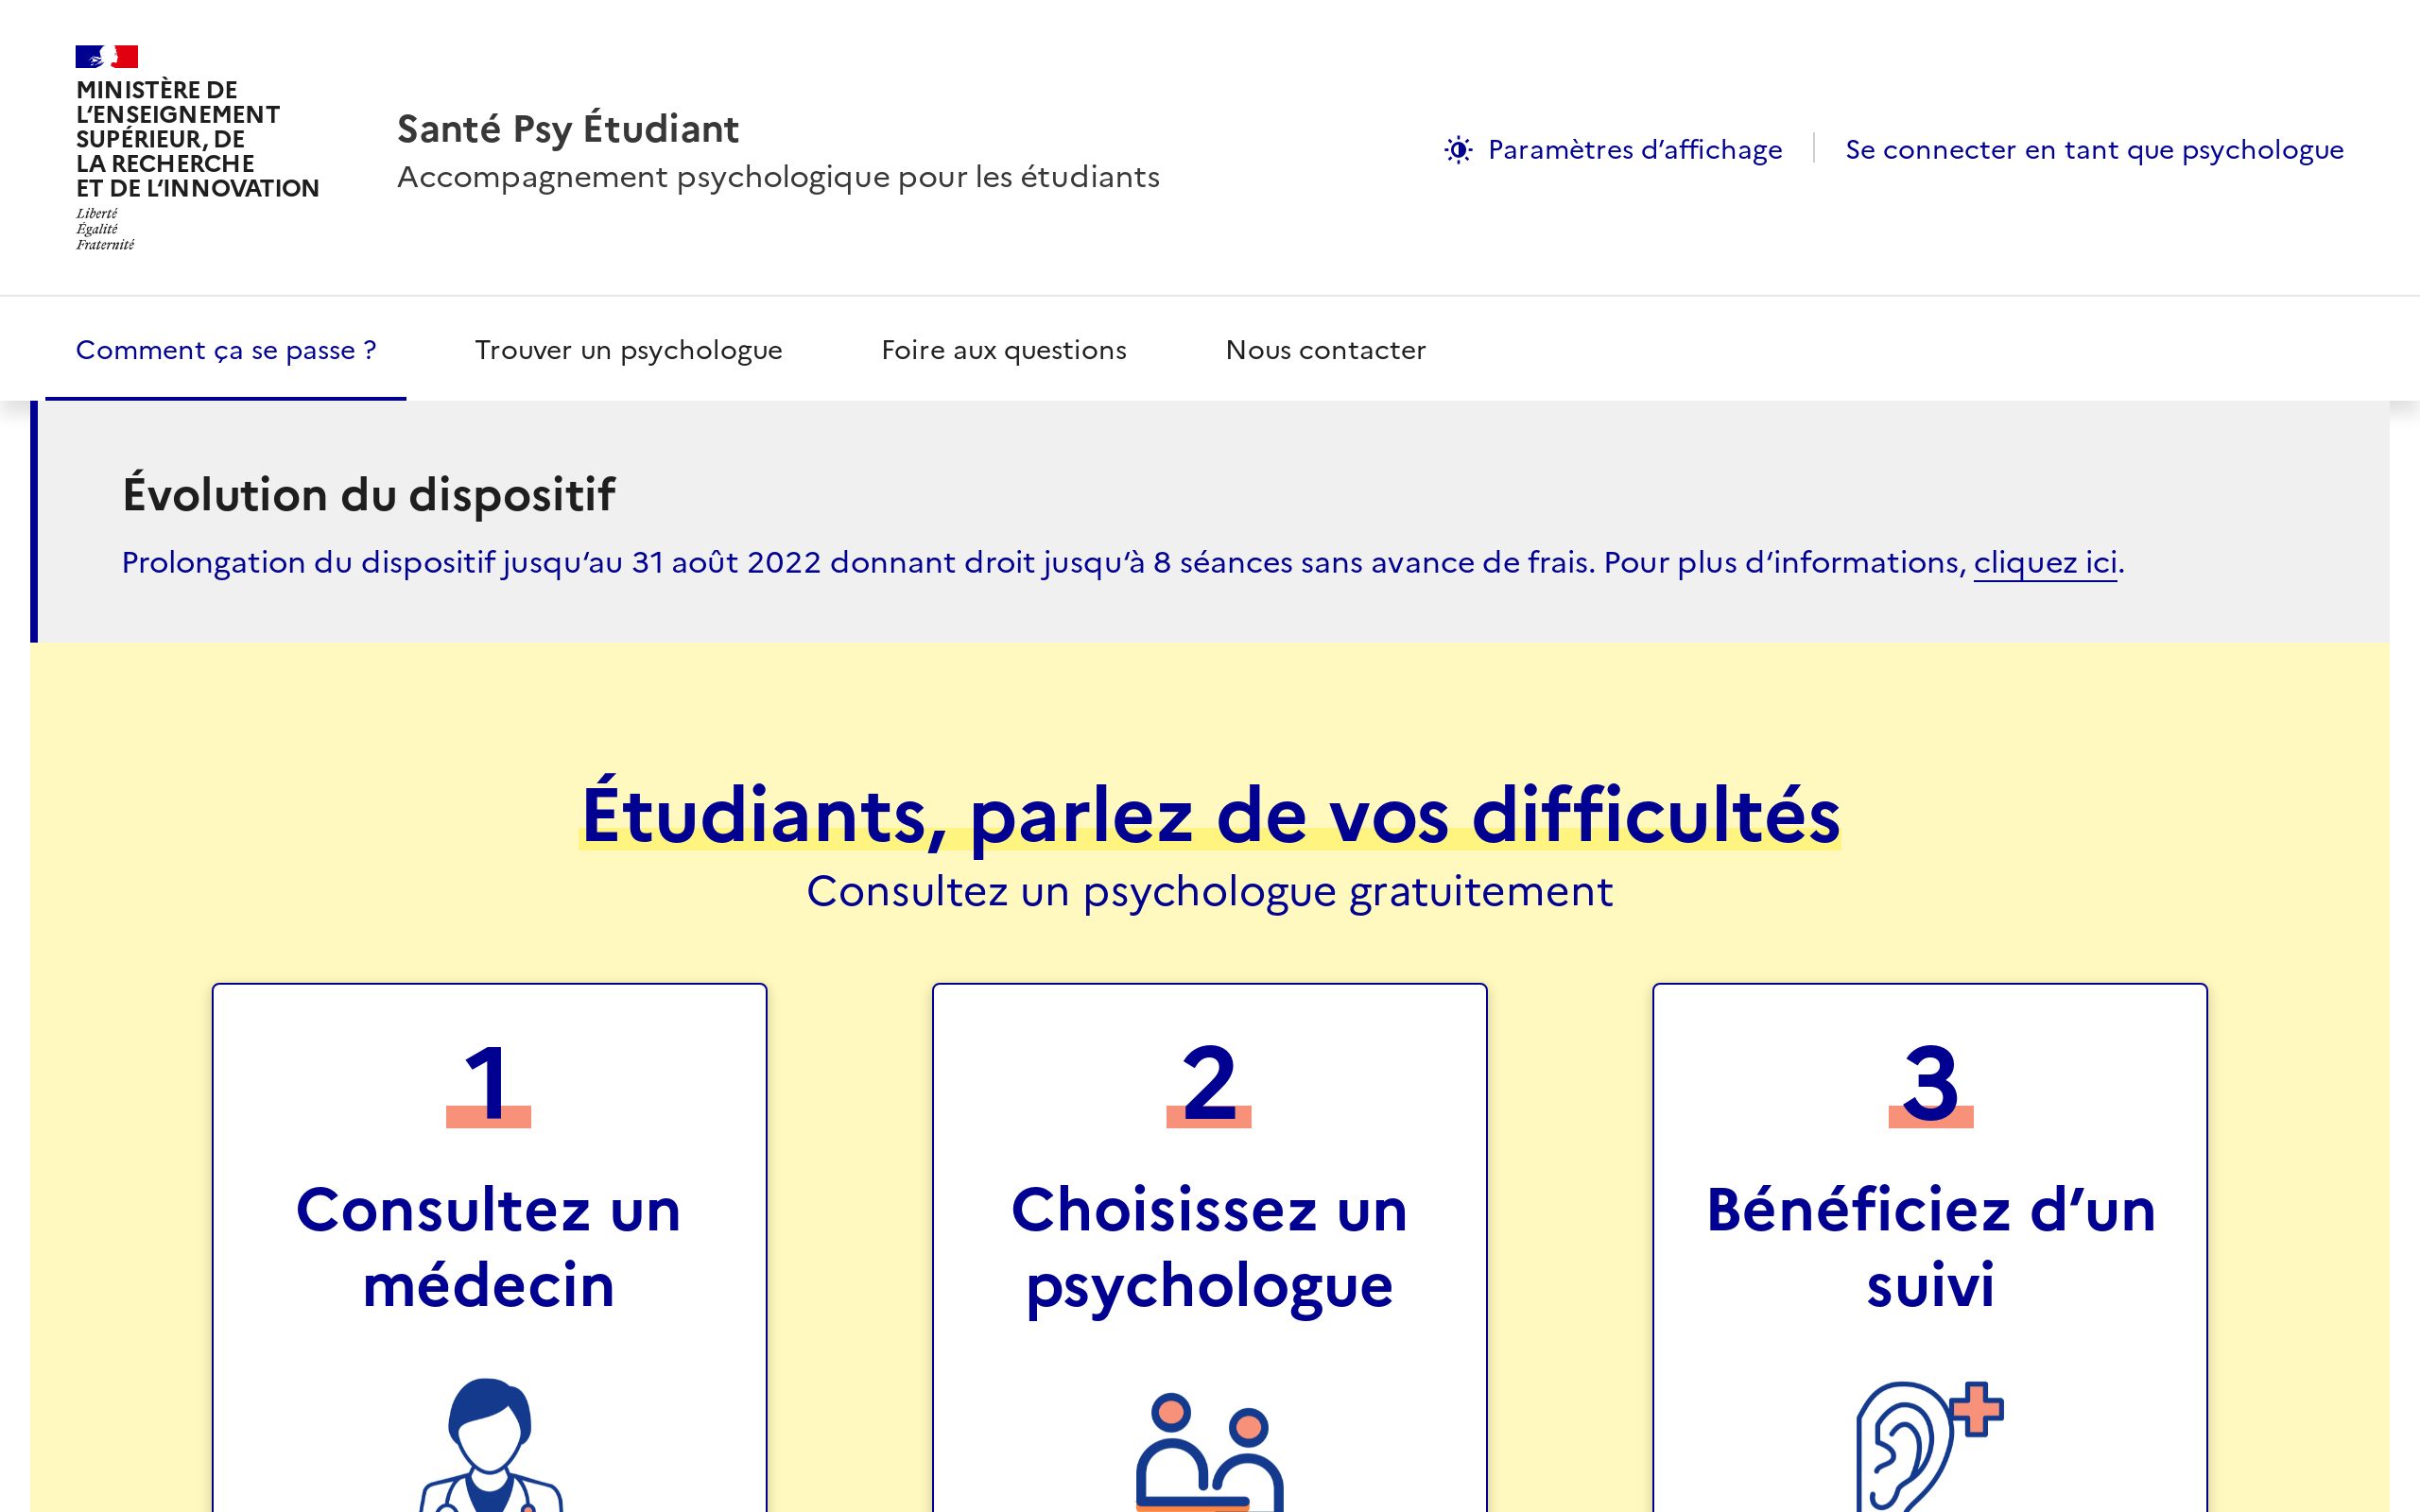 MINISTÈRE DE
L‘ENSEIGNEMENT
SUPÉRIEUR, DE
LA RECHERCHE
ET DE L‘INNOVATION
Liberté
Égalité
Fraternité
Santé Psy Étudiant
Accompagnement psychologique pour les étudiants
Paramètres d’affichage
Se connecter en tant que psychologue
Comment ça se passe ?
Trouver un psychologue
Foire aux questions
Nous contacter
Évolution du dispositif
Prolongation du dispositif jusqu‘au 31 août 2022 donnant droit jusqu‘à 8 séances sans avance de frais. Pour plus d‘informations, cliquez ici.
Étudiants, parlez de vos difficultés
Consultez un psychologue gratuitement
1
Consultez un
médecin
2
Choisissez un
psychologue
3
Bénéficiez d’un
suivi